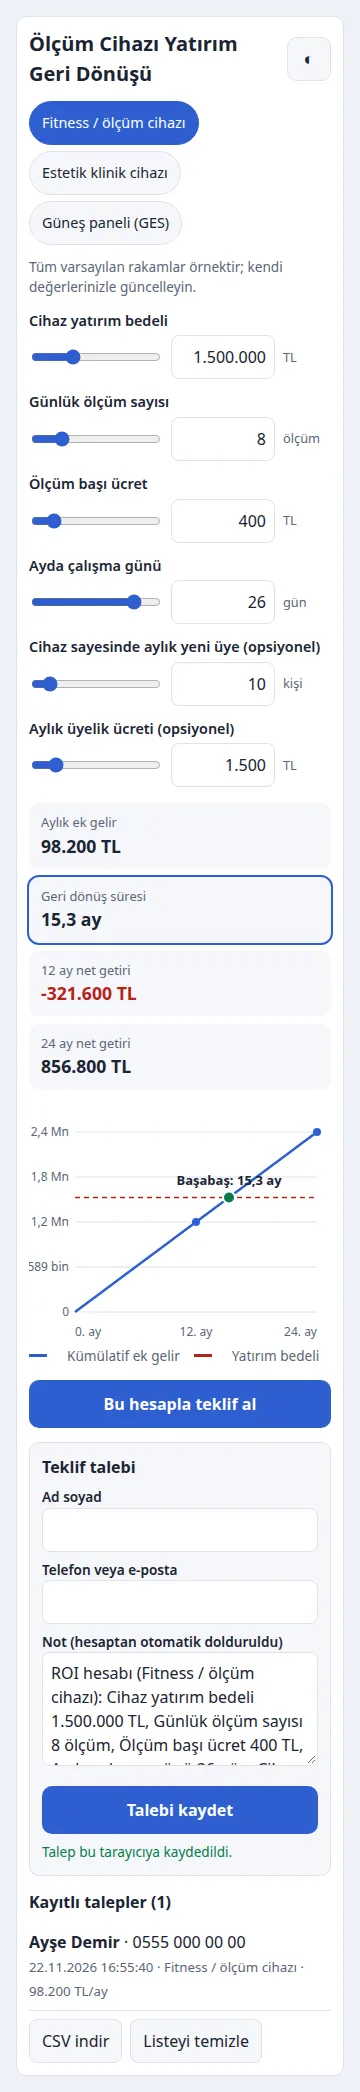 Ölçüm Cihazı Yatırım
Geri Dönüşü
Fitness / ölçüm cihazı
Estetik klinik cihazı
Güneş paneli (GES)
Tüm varsayılan rakamlar örnektir; kendi
değerlerinizle güncelleyin.
Cihaz yatırım bedeli
1.500.000 TL
Günlük ölçüm sayısı
8 ölçüm
Ölçüm başı ücret
400 TL
Ayda çalışma günü
26 gün
Cihaz sayesinde aylık yeni üye (opsiyonel)
10 kişi
Aylık üyelik ücreti (opsiyonel)
1.500 TL
Aylık ek gelir
98.200 TL
Geri dönüş süresi
15,3 ay
12 ay net getiri
-321.600 TL
24 ay net getiri
856.800 TL
2,4 Mn
1,8 Mn
Başabaş: 15,3 ay
1,2 Mn
589 bin
0
0. ay 12. ay 24. ay
Kümülatif ek gelir Yatırım bedeli
Bu hesapla teklif al
Teklif talebi
Ad soyad
Telefon veya e-posta
Not (hesaptan otomatik dolduruldu)
ROI hesabı (Fitness / ölçüm
cihazı): Cihaz yatırım bedeli
1.500.000 TL, Günlük ölçüm sayısı
8 ölçüm, Ölçüm başı ücret 400 TL,
Talebi kaydet
Talep bu tarayıcıya kaydedildi.
Kayıtlı talepler (1)
Ayşe Demir · 0555 000 00 00
22.11.2026 16:55:40 · Fitness / ölçüm cihazı ·
98.200 TL/ay
CSV indir
Listeyi temizle